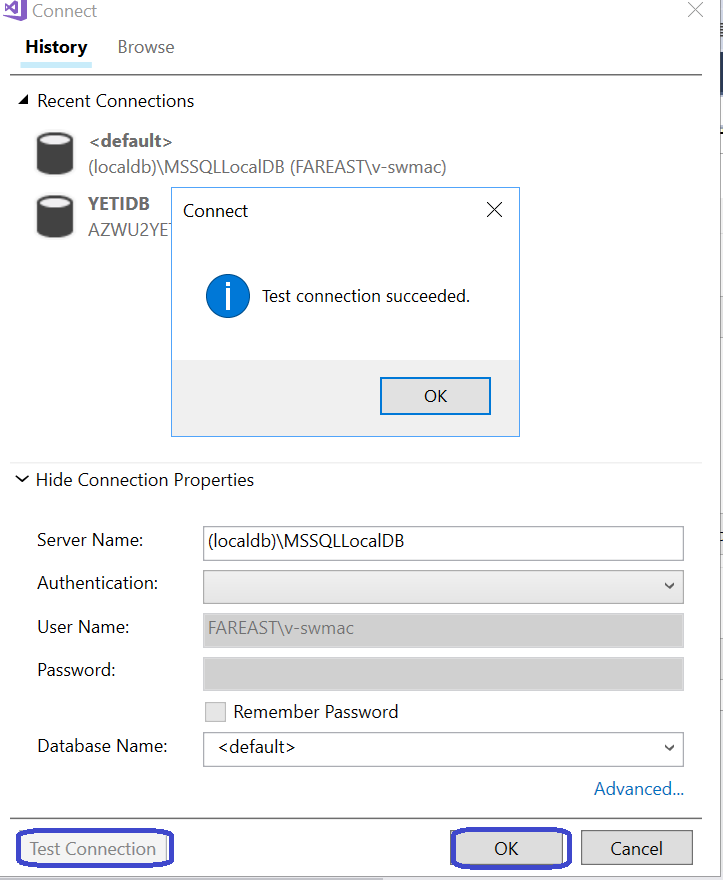 Connect
History Browse
Recent Connections
<default>
(localdb)\MSSQLLocalDB (FAREAST\v-swmac)
YETIDB
AZWU2YET
Connect
Test connection succeeded.
OK
Hide Connection Properties
Server Name: (localdb)\MSSQLLocalDB
Authentication:
User Name: FAREAST\v-swmac
Password:
Remember Password
Database Name: <default>
Advanced...
Test Connection OK Cancel